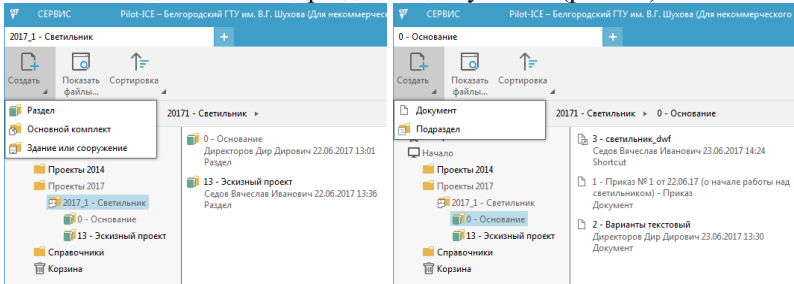 СЕРВИС Pilot-ICE – Белгородский ГТУ им. В.Г. Шухова (Для некоммерчес
2017_1 - Светильник
+
Создать
Показать файлы...
Сортировка
Раздел
Основной комплект
Здание или сооружение
20171 - Светильник
Проекты 2014
Проекты 2017
2017_1 - Светильник
0 - Основание
13 - Эскизный проект
Справочники
Корзина
0 - Основание
Директоров Дир Дирович 22.06.2017 13:01
Раздел
13 - Эскизный проект
Седов Вячеслав Иванович 22.06.2017 13:36
Раздел
СЕРВИС Pilot-ICE – Белгородский ГТУ им. В.Г. Шухова (Для некоммерческого
0 - Основание
+
Создать
Показать файлы...
Сортировка
Документ
Подраздел
20171 - Светильник ▸ 0 - Основание
Начало
Проекты 2014
Проекты 2017
2017_1 - Светильник
0 - Основание
13 - Эскизный проект
Справочники
Корзина
3 - светильник_dwf
Седов Вячеслав Иванович 23.06.2017 14:24
Shortcut
1 - Приказ № 1 от 22.06.17 (о начале работы над
светильником) - Приказ
Документ
2 - Варианты текстовый
Директоров Дир Дирович 23.06.2017 13:30
Документ